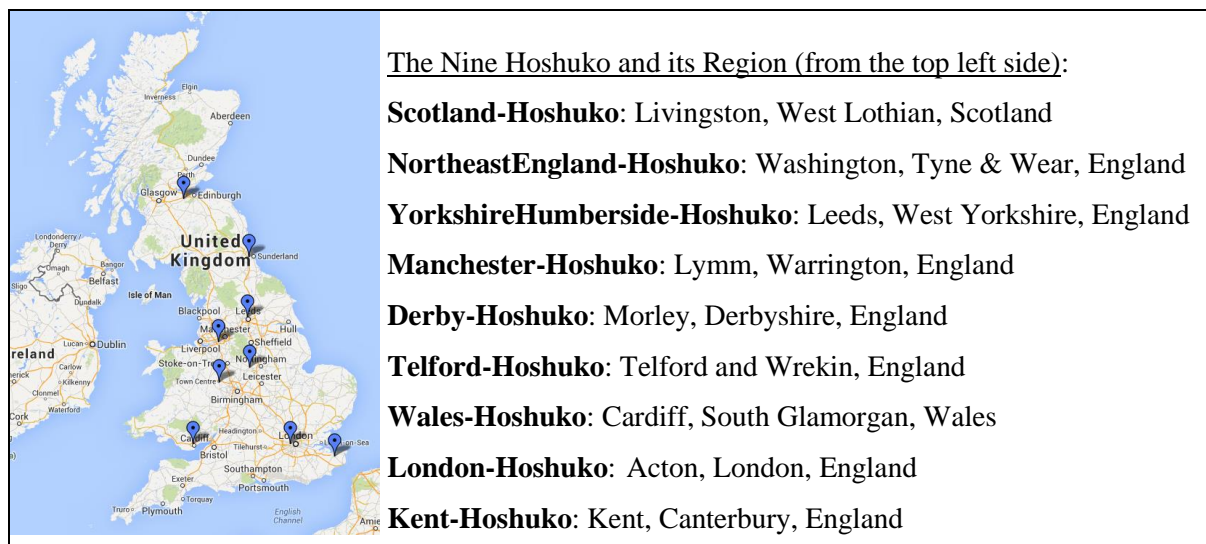 The Nine Hoshuko and its Region (from the top left side):
Scotland-Hoshuko: Livingston, West Lothian, Scotland
NortheastEngland-Hoshuko: Washington, Tyne & Wear, England
YorkshireHumberside-Hoshuko: Leeds, West Yorkshire, England
Manchester-Hoshuko: Lymm, Warrington, England
Derby-Hoshuko: Morley, Derbyshire, England
Telford-Hoshuko: Telford and Wrekin, England
Wales-Hoshuko: Cardiff, South Glamorgan, Wales
London-Hoshuko: Acton, London, England
Kent-Hoshuko: Kent, Canterbury, England
Elgin
Inverness
Aberdeen
Dundee
Perth
Glasgow
Edinburgh
Londonderry /
Derry
United
Kingdom
Sunderland
Omagh
Bangor
Belfast
Sligo
Isle of Man
Dundalk
Blackpool
Leeds
Hull
Manchester
Lucan
Dublin
Liverpool
Sheffield
reland
Stoke-on-Tre
Nottingham
Town Centre
Leicester
merick
Kilkenny
Carlow
Clonmel
Waterford
Birmingham
Cork
Cardiff
Headington
London
-on-Sea
Bristol
Tilehurst
Southampton
Portsmouth
Exeter
Torquay
Truro
Plymouth
English
Channel
Amie